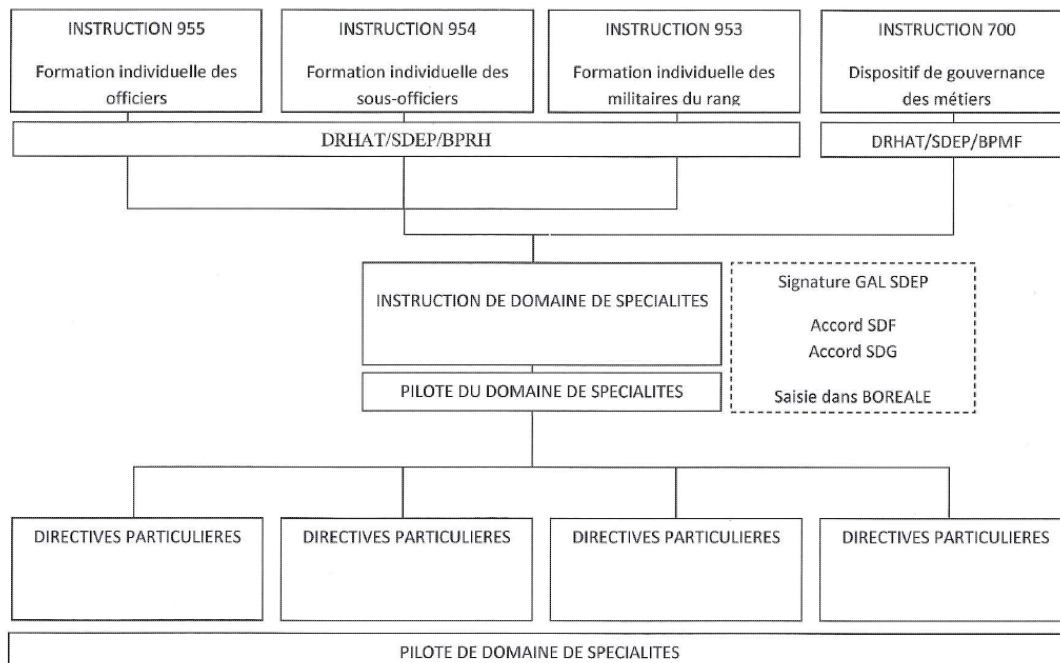 INSTRUCTION 955
Formation individuelle des
officiers
INSTRUCTION 954
Formation individuelle des
sous-officiers
INSTRUCTION 953
Formation individuelle des
militaires du rang
INSTRUCTION 700
Dispositif de gouvernance
des métiers
DRHAT/SDEP/BPRH
DRHAT/SDEP/BPMF
INSTRUCTION DE DOMAINE DE SPECIALITES
PILOTE DU DOMAINE DE SPECIALITES
Signature GAL SDEP
Accord SDF
Accord SDG
Saisie dans BOREALE
DIRECTIVES PARTICULIERES
DIRECTIVES PARTICULIERES
DIRECTIVES PARTICULIERES
DIRECTIVES PARTICULIERES
PILOTE DE DOMAINE DE SPECIALITES